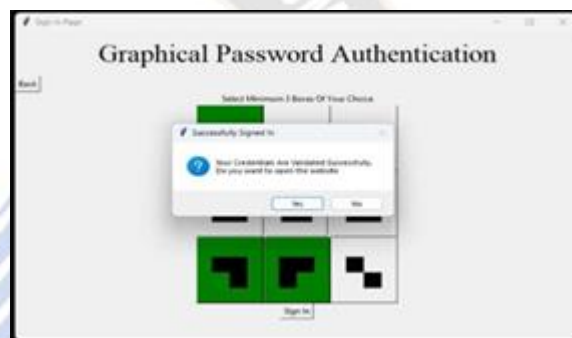 Sign In Page
Graphical Password Authentication
Back
Select Minimum 3 Boxes Of Your Choice
Successfully Signed In
Your Credentials Are Validated Successfully,
Do you want to open the website
Yes
No
Sign In